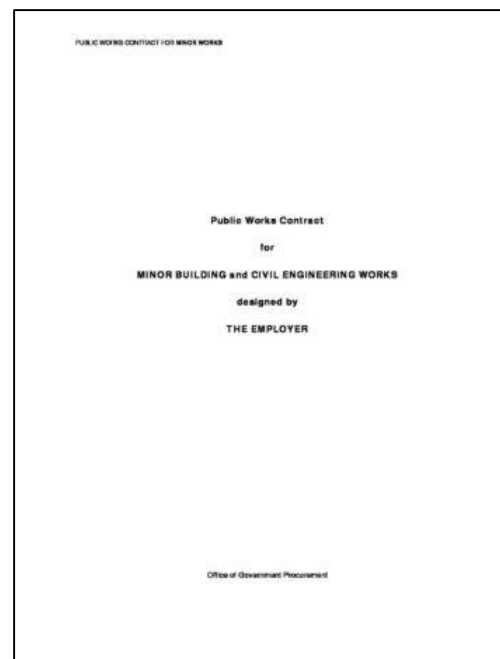 PUBLIC WORKS CONTRACT FOR MINOR WORKS
Public Works Contract
for
MINOR BUILDING and CIVIL ENGINEERING WORKS
designed by
THE EMPLOYER
Office of Government Procurement